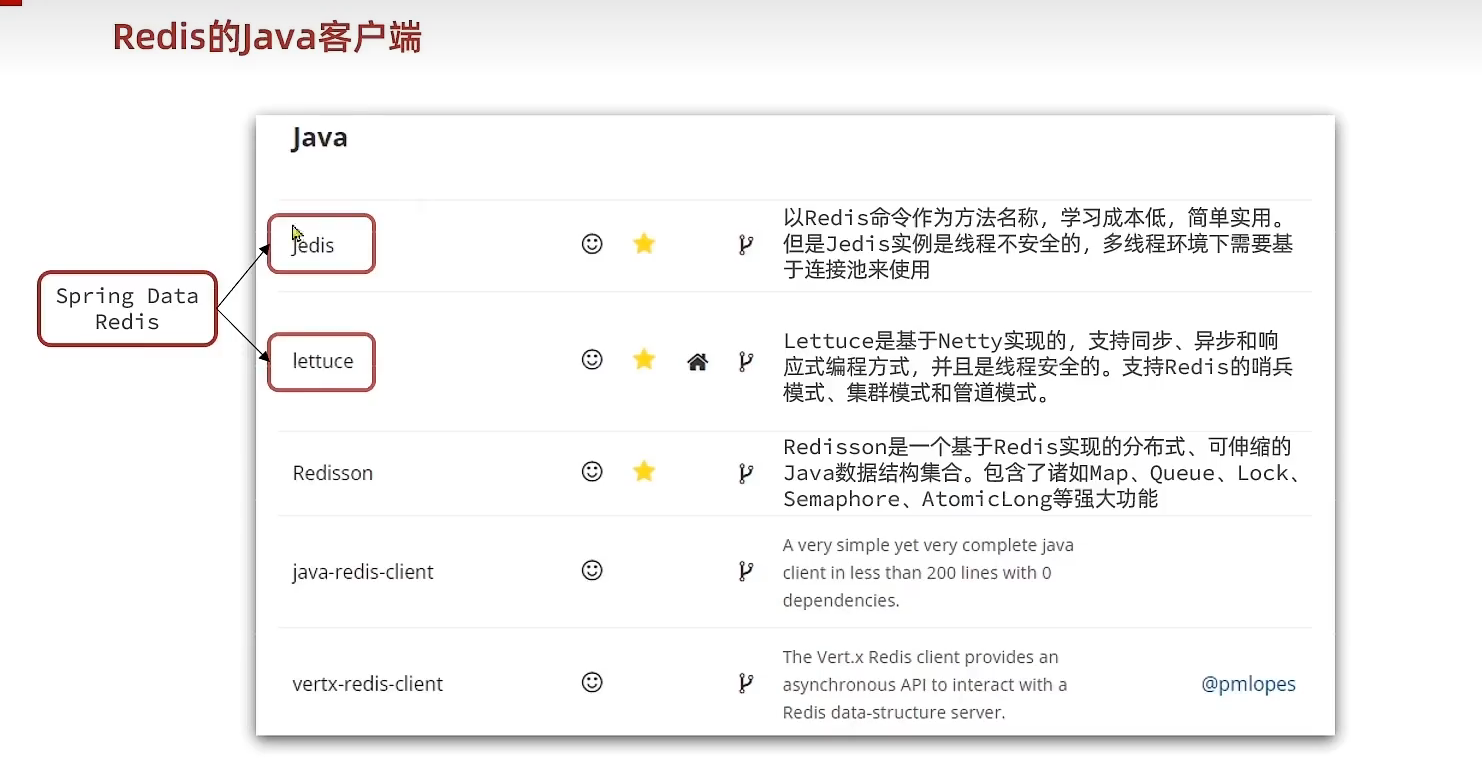 Redis的Java客户端
Java
Spring Data
Redis
Jedis
以Redis命令作为方法名称，学习成本低，简单实用。
但是Jedis实例是线程不安全的，多线程环境下需要基
于连接池来使用
lettuce
Lettuce是基于Netty实现的，支持同步、异步和响
应式编程方式，并且是线程安全的。支持Redis的哨兵
模式、集群模式和管道模式。
Redisson
Redisson是一个基于Redis实现的分布式、可伸缩的
Java数据结构集合。包含了诸如Map、Queue、Lock、
Semaphore、AtomicLong等强大功能
java-redis-client
A very simple yet very complete java
client in less than 200 lines with 0
dependencies.
vertx-redis-client
The Vert.x Redis client provides an
asynchronous API to interact with a
Redis data-structure server.
@pmlopes